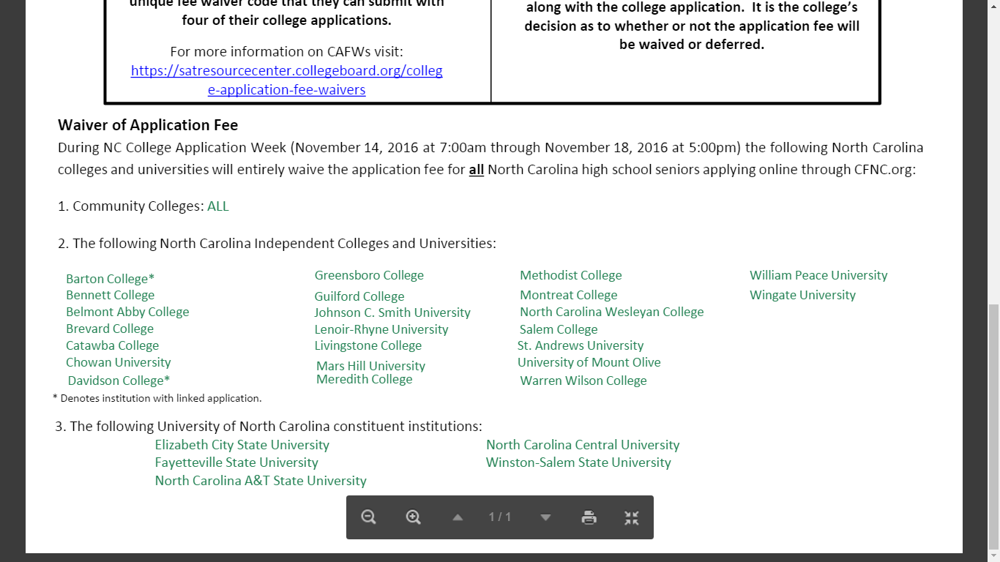 unique fee waiver code that they can submit with
four of their college applications.
For more information on CAFWs visit:
https://satresourcecenter.collegeboard.org/colleg
e-application-fee-waivers
along with the college application. It is the college's
decision as to whether or not the application fee will
be waived or deferred.
Waiver of Application Fee
During NC College Application Week (November 14, 2016 at 7:00am through November 18, 2016 at 5:00pm) the following North Carolina
colleges and universities will entirely waive the application fee for all North Carolina high school seniors applying online through CFNC.org:
1. Community Colleges: ALL
2. The following North Carolina Independent Colleges and Universities:
Barton College*
Bennett College
Belmont Abby College
Brevard College
Catawba College
Chowan University
Davidson College*
Greensboro College
Guilford College
Johnson C. Smith University
Lenoir-Rhyne University
Livingstone College
Mars Hill University
Meredith College
Methodist College
Montreat College
North Carolina Wesleyan College
Salem College
St. Andrews University
University of Mount Olive
Warren Wilson College
William Peace University
Wingate University
* Denotes institution with linked application.
3. The following University of North Carolina constituent institutions:
Elizabeth City State University
Fayetteville State University
North Carolina A&T State University
North Carolina Central University
Winston-Salem State University
1 / 1